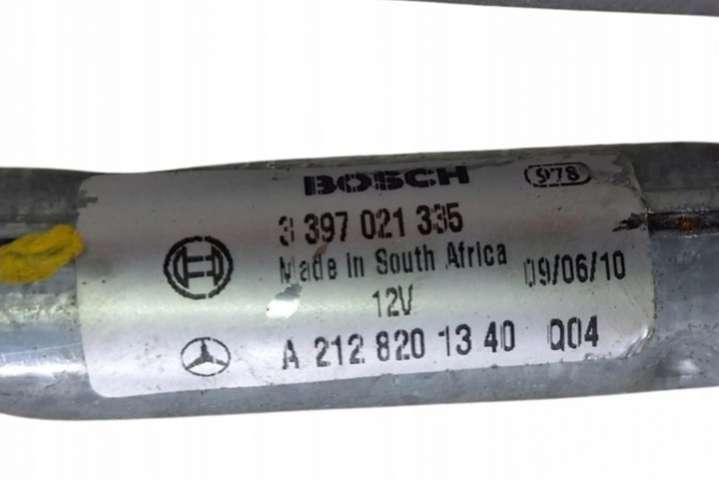 BOSCH 978
3 397 021 335
Made in South Africa 09/06/10
12V
A 212 820 13 40 Q04